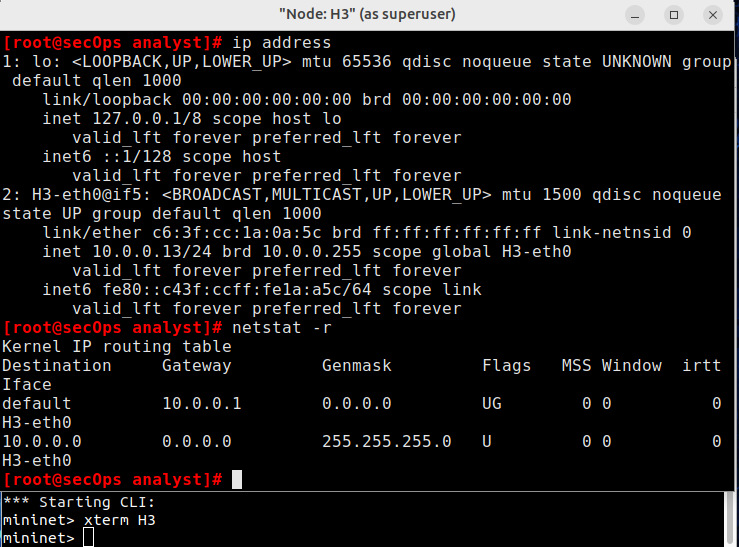 "Node: H3" (as superuser)
[root@secOps analyst]# ip address
1: lo: <LOOPBACK,UP,LOWER_UP> mtu 65536 qdisc noqueue state UNKNOWN group
 default qlen 1000
    link/loopback 00:00:00:00:00:00 brd 00:00:00:00:00:00
    inet 127.0.0.1/8 scope host lo
       valid_lft forever preferred_lft forever
    inet6 ::1/128 scope host
       valid_lft forever preferred_lft forever
2: H3-eth0@if5: <BROADCAST,MULTICAST,UP,LOWER_UP> mtu 1500 qdisc noqueue
state UP group default qlen 1000
    link/ether c6:3f:cc:1a:0a:5c brd ff:ff:ff:ff:ff:ff link-netnsid 0
    inet 10.0.0.13/24 brd 10.0.0.255 scope global H3-eth0
       valid_lft forever preferred_lft forever
    inet6 fe80::c43f:ccff:fe1a:a5c/64 scope link
       valid_lft forever preferred_lft forever
[root@secOps analyst]# netstat -r
Kernel IP routing table
Destination     Gateway         Genmask         Flags   MSS Window  irtt
Iface
default         10.0.0.1        0.0.0.0         UG        0 0          0
H3-eth0
10.0.0.0        0.0.0.0         255.255.255.0   U         0 0          0
H3-eth0
[root@secOps analyst]#
*** Starting CLI:
mininet> xterm H3
mininet>